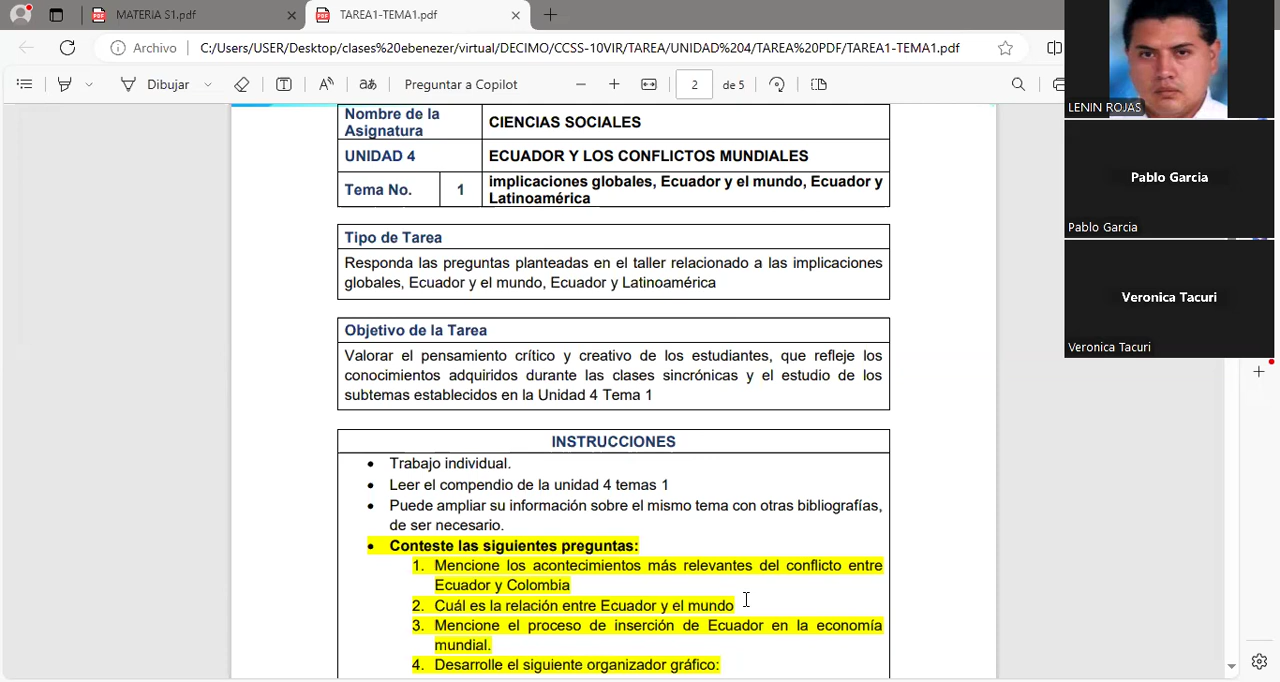 MATERIA S1.pdf
TAREA1-TEMA1.pdf
Archivo
C:/Users/USER/Desktop/clases%20ebenezer/virtual/DECIMO/CCSS-10VIR/TAREA/UNIDAD%204/TAREA%20PDF/TAREA1-TEMA1.pdf
Dibujar
Preguntar a Copilot
2
de 5
Nombre de la
Asignatura
CIENCIAS SOCIALES
UNIDAD 4
ECUADOR Y LOS CONFLICTOS MUNDIALES
Tema No.
1
implicaciones globales, Ecuador y el mundo, Ecuador y
Latinoamérica
Tipo de Tarea
Responda las preguntas planteadas en el taller relacionado a las implicaciones
globales, Ecuador y el mundo, Ecuador y Latinoamérica
Objetivo de la Tarea
Valorar el pensamiento crítico y creativo de los estudiantes, que refleje los
conocimientos adquiridos durante las clases sincrónicas y el estudio de los
subtemas establecidos en la Unidad 4 Tema 1
INSTRUCCIONES
• Trabajo individual.
• Leer el compendio de la unidad 4 temas 1
• Puede ampliar su información sobre el mismo tema con otras bibliografías,
de ser necesario.
• Conteste las siguientes preguntas:
1. Mencione los acontecimientos más relevantes del conflicto entre
Ecuador y Colombia
2. Cuál es la relación entre Ecuador y el mundo
3. Mencione el proceso de inserción de Ecuador en la economía
mundial.
4. Desarrolle el siguiente organizador gráfico:
LENIN ROJAS
Pablo Garcia
Pablo Garcia
Veronica Tacuri
Veronica Tacuri